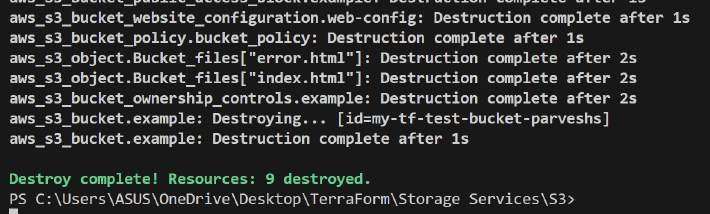 aws_s3_bucket_public_access_block.example: Destruction complete after 1s
aws_s3_bucket_website_configuration.web-config: Destruction complete after 1s
aws_s3_bucket_policy.bucket_policy: Destruction complete after 1s
aws_s3_object.Bucket_files["error.html"]: Destruction complete after 2s
aws_s3_object.Bucket_files["index.html"]: Destruction complete after 2s
aws_s3_bucket_ownership_controls.example: Destruction complete after 2s
aws_s3_bucket.example: Destroying... [id=my-tf-test-bucket-parveshs]
aws_s3_bucket.example: Destruction complete after 1s
Destroy complete! Resources: 9 destroyed.
PS C:\Users\ASUS\OneDrive\Desktop\TerraForm\Storage Services\S3>